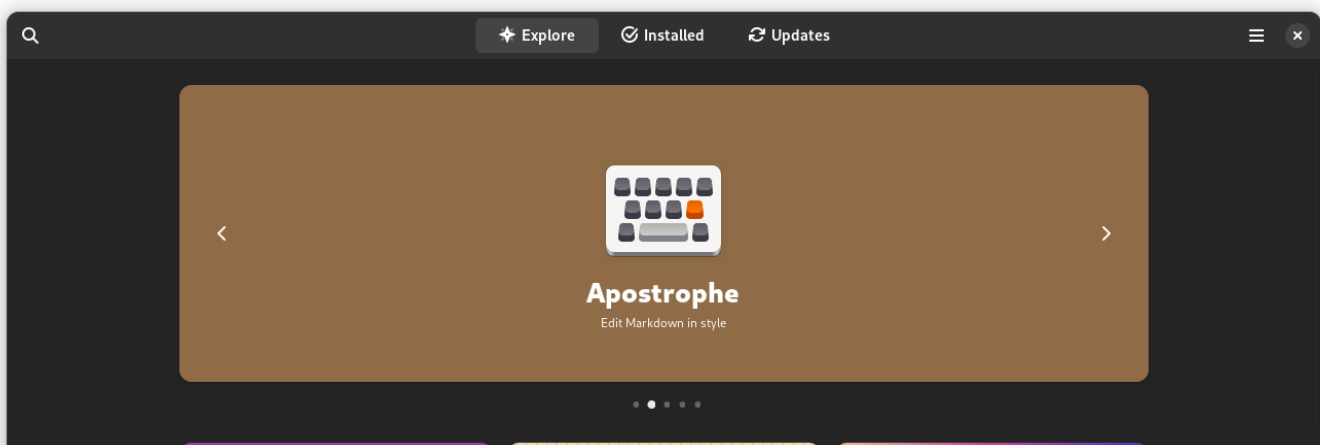 Explore
Installed
Updates
Apostrophe
Edit Markdown in style